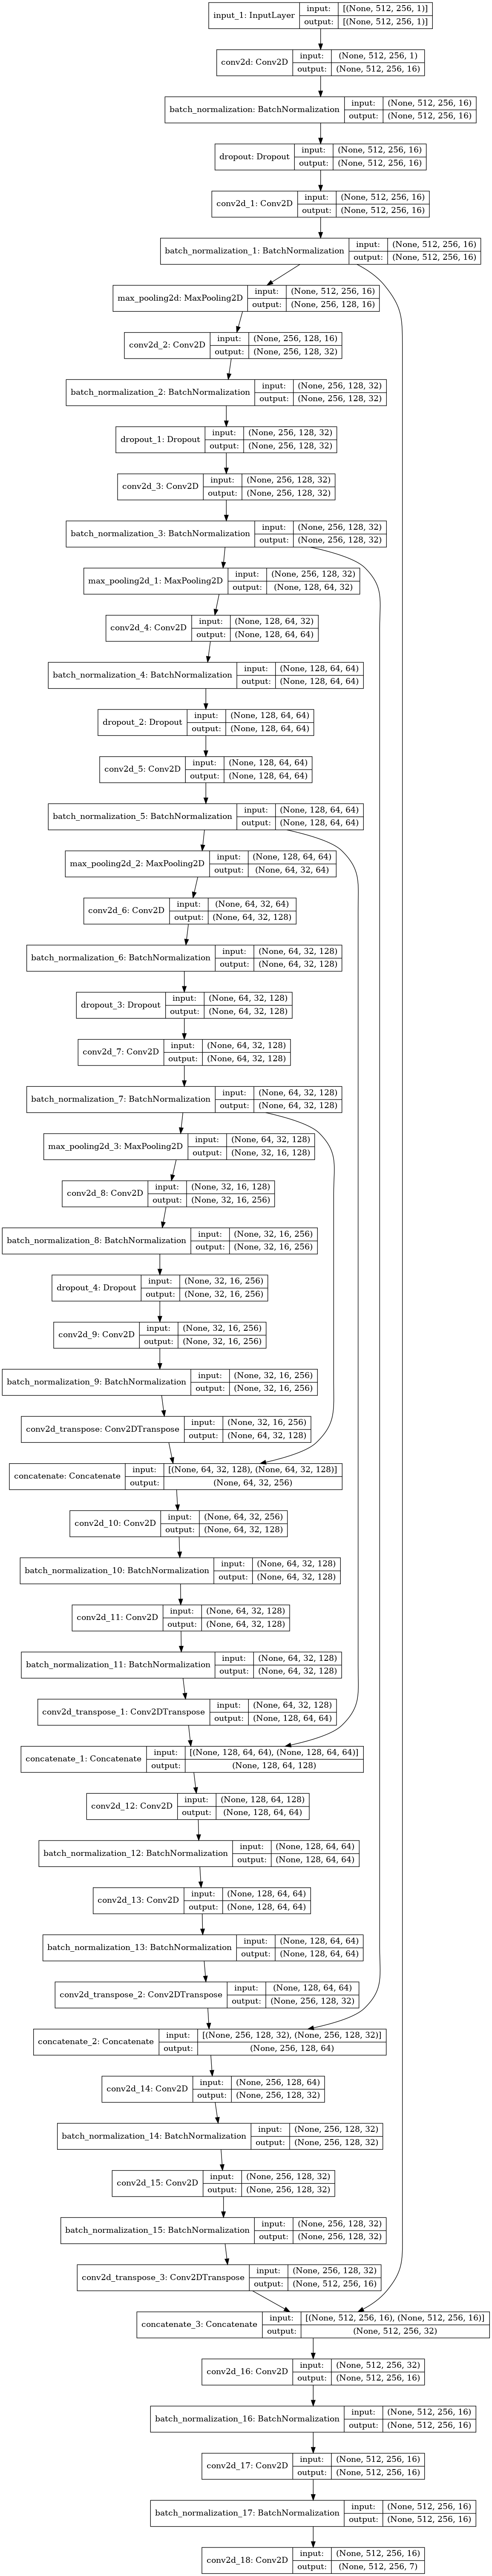 input_1: InputLayer input: [(None, 512, 256, 1)]
output: [(None, 512, 256, 1)]
conv2d: Conv2D input: (None, 512, 256, 1)
output: (None, 512, 256, 16)
batch_normalization: BatchNormalization input: (None, 512, 256, 16)
output: (None, 512, 256, 16)
dropout: Dropout input: (None, 512, 256, 16)
output: (None, 512, 256, 16)
conv2d_1: Conv2D input: (None, 512, 256, 16)
output: (None, 512, 256, 16)
batch_normalization_1: BatchNormalization input: (None, 512, 256, 16)
output: (None, 512, 256, 16)
max_pooling2d: MaxPooling2D input: (None, 512, 256, 16)
output: (None, 256, 128, 16)
conv2d_2: Conv2D input: (None, 256, 128, 16)
output: (None, 256, 128, 32)
batch_normalization_2: BatchNormalization input: (None, 256, 128, 32)
output: (None, 256, 128, 32)
dropout_1: Dropout input: (None, 256, 128, 32)
output: (None, 256, 128, 32)
conv2d_3: Conv2D input: (None, 256, 128, 32)
output: (None, 256, 128, 32)
batch_normalization_3: BatchNormalization input: (None, 256, 128, 32)
output: (None, 256, 128, 32)
max_pooling2d_1: MaxPooling2D input: (None, 256, 128, 32)
output: (None, 128, 64, 32)
conv2d_4: Conv2D input: (None, 128, 64, 32)
output: (None, 128, 64, 64)
batch_normalization_4: BatchNormalization input: (None, 128, 64, 64)
output: (None, 128, 64, 64)
dropout_2: Dropout input: (None, 128, 64, 64)
output: (None, 128, 64, 64)
conv2d_5: Conv2D input: (None, 128, 64, 64)
output: (None, 128, 64, 64)
batch_normalization_5: BatchNormalization input: (None, 128, 64, 64)
output: (None, 128, 64, 64)
max_pooling2d_2: MaxPooling2D input: (None, 128, 64, 64)
output: (None, 64, 32, 64)
conv2d_6: Conv2D input: (None, 64, 32, 64)
output: (None, 64, 32, 128)
batch_normalization_6: BatchNormalization input: (None, 64, 32, 128)
output: (None, 64, 32, 128)
dropout_3: Dropout input: (None, 64, 32, 128)
output: (None, 64, 32, 128)
conv2d_7: Conv2D input: (None, 64, 32, 128)
output: (None, 64, 32, 128)
batch_normalization_7: BatchNormalization input: (None, 64, 32, 128)
output: (None, 64, 32, 128)
max_pooling2d_3: MaxPooling2D input: (None, 64, 32, 128)
output: (None, 32, 16, 128)
conv2d_8: Conv2D input: (None, 32, 16, 128)
output: (None, 32, 16, 256)
batch_normalization_8: BatchNormalization input: (None, 32, 16, 256)
output: (None, 32, 16, 256)
dropout_4: Dropout input: (None, 32, 16, 256)
output: (None, 32, 16, 256)
conv2d_9: Conv2D input: (None, 32, 16, 256)
output: (None, 32, 16, 256)
batch_normalization_9: BatchNormalization input: (None, 32, 16, 256)
output: (None, 32, 16, 256)
conv2d_transpose: Conv2DTranspose input: (None, 32, 16, 256)
output: (None, 64, 32, 128)
concatenate: Concatenate input: [(None, 64, 32, 128), (None, 64, 32, 128)]
output: (None, 64, 32, 256)
conv2d_10: Conv2D input: (None, 64, 32, 256)
output: (None, 64, 32, 128)
batch_normalization_10: BatchNormalization input: (None, 64, 32, 128)
output: (None, 64, 32, 128)
conv2d_11: Conv2D input: (None, 64, 32, 128)
output: (None, 64, 32, 128)
batch_normalization_11: BatchNormalization input: (None, 64, 32, 128)
output: (None, 64, 32, 128)
conv2d_transpose_1: Conv2DTranspose input: (None, 64, 32, 128)
output: (None, 128, 64, 64)
concatenate_1: Concatenate input: [(None, 128, 64, 64), (None, 128, 64, 64)]
output: (None, 128, 64, 128)
conv2d_12: Conv2D input: (None, 128, 64, 128)
output: (None, 128, 64, 64)
batch_normalization_12: BatchNormalization input: (None, 128, 64, 64)
output: (None, 128, 64, 64)
conv2d_13: Conv2D input: (None, 128, 64, 64)
output: (None, 128, 64, 64)
batch_normalization_13: BatchNormalization input: (None, 128, 64, 64)
output: (None, 128, 64, 64)
conv2d_transpose_2: Conv2DTranspose input: (None, 128, 64, 64)
output: (None, 256, 128, 32)
concatenate_2: Concatenate input: [(None, 256, 128, 32), (None, 256, 128, 32)]
output: (None, 256, 128, 64)
conv2d_14: Conv2D input: (None, 256, 128, 64)
output: (None, 256, 128, 32)
batch_normalization_14: BatchNormalization input: (None, 256, 128, 32)
output: (None, 256, 128, 32)
conv2d_15: Conv2D input: (None, 256, 128, 32)
output: (None, 256, 128, 32)
batch_normalization_15: BatchNormalization input: (None, 256, 128, 32)
output: (None, 256, 128, 32)
conv2d_transpose_3: Conv2DTranspose input: (None, 256, 128, 32)
output: (None, 512, 256, 16)
concatenate_3: Concatenate input: [(None, 512, 256, 16), (None, 512, 256, 16)]
output: (None, 512, 256, 32)
conv2d_16: Conv2D input: (None, 512, 256, 32)
output: (None, 512, 256, 16)
batch_normalization_16: BatchNormalization input: (None, 512, 256, 16)
output: (None, 512, 256, 16)
conv2d_17: Conv2D input: (None, 512, 256, 16)
output: (None, 512, 256, 16)
batch_normalization_17: BatchNormalization input: (None, 512, 256, 16)
output: (None, 512, 256, 16)
conv2d_18: Conv2D input: (None, 512, 256, 16)
output: (None, 512, 256, 7)